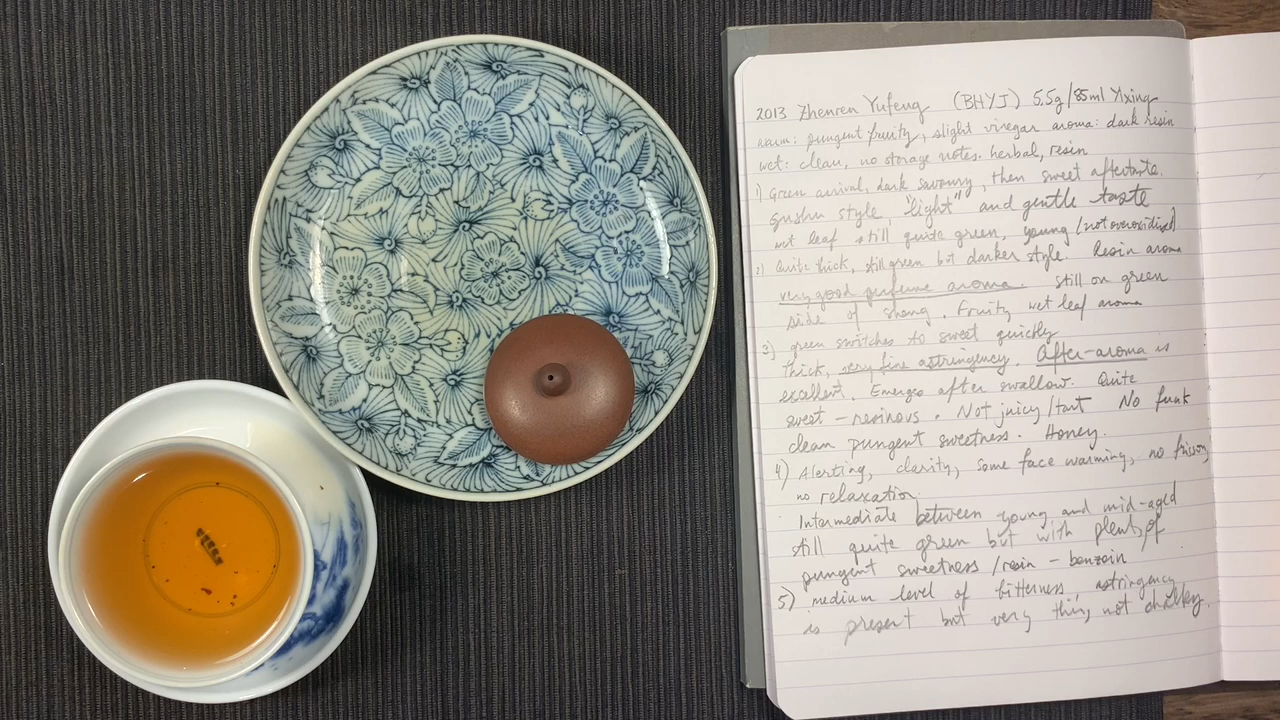 2013 Zhenren Yufeng (BHYJ) 5.5g/85ml Yixing
warm: pungent fruity, slight vinegar aroma: dark resin
wet: clean, no storage notes. herbal, resin
1) Green arrival, dark savoury, then sweet aftertaste.
gushu style, "light" and gentle taste
wet leaf still quite green, young (not overoxidised)
2) Quite thick, still green but darker style. Resin aroma
very good perfume aroma. still on green
side of sheng. Fruity wet leaf aroma
3) green switches to sweet quickly
thick, very fine astringency. After-aroma is
excellent. Emerges after swallow. Quite
sweet - resinous. Not juicy/tart No funk
clean pungent sweetness. Honey.
4) Alerting, clarity, some face warming, no frisson,
no relaxation.
Intermediate between young and mid-aged
still quite green but with plenty of
pungent sweetness/resin - benzoin
5) medium level of bitterness, astringency
is present but very thin, not chalky.